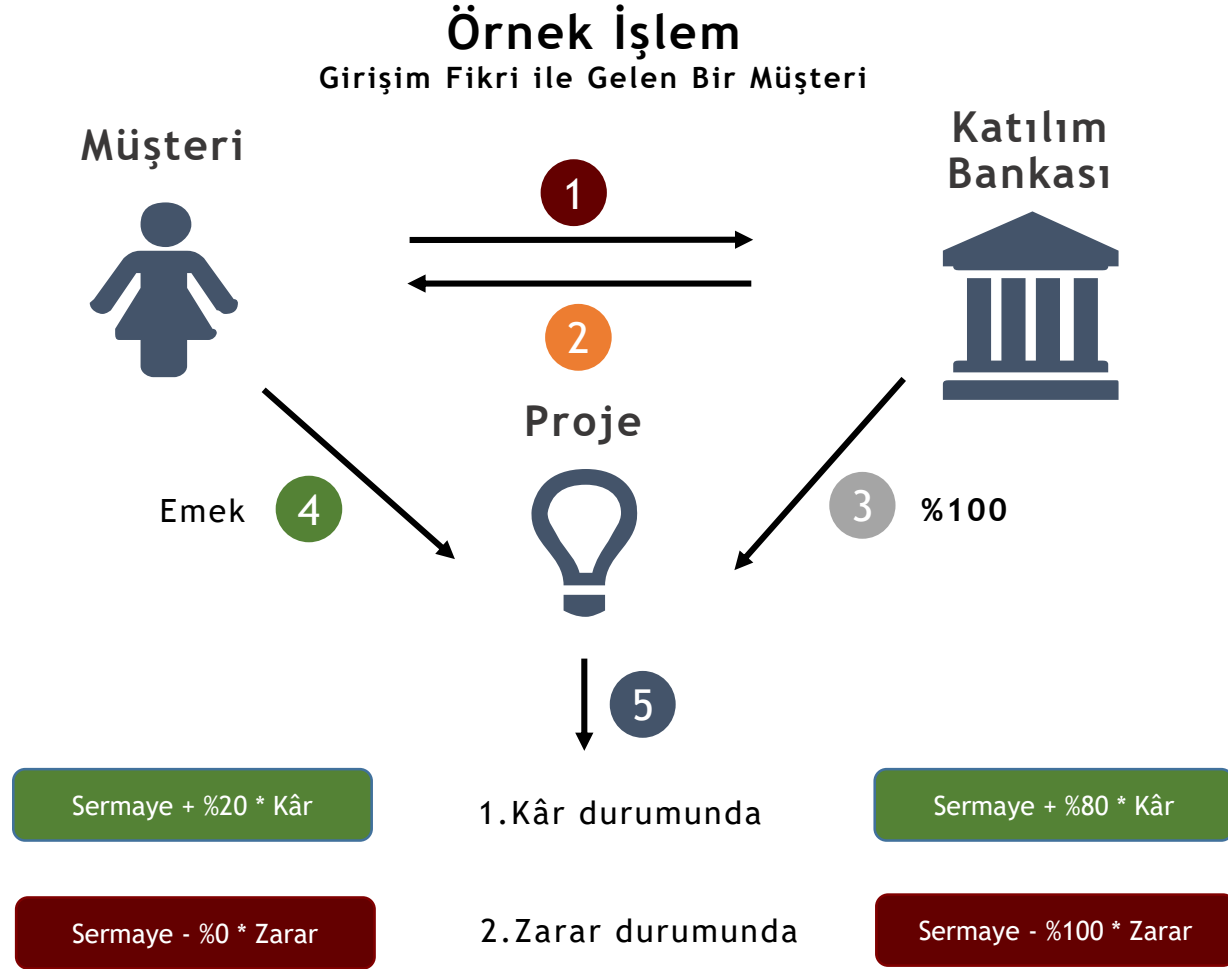 Örnek İşlem
Girişim Fikri ile Gelen Bir Müşteri
Müşteri
Katılım
Bankası
1
2
Proje
Emek
4
3
%100
5
Sermaye + %20 * Kâr
1.Kâr durumunda
Sermaye + %80 * Kâr
Sermaye - %0 * Zarar
2.Zarar durumunda
Sermaye - %100 * Zarar